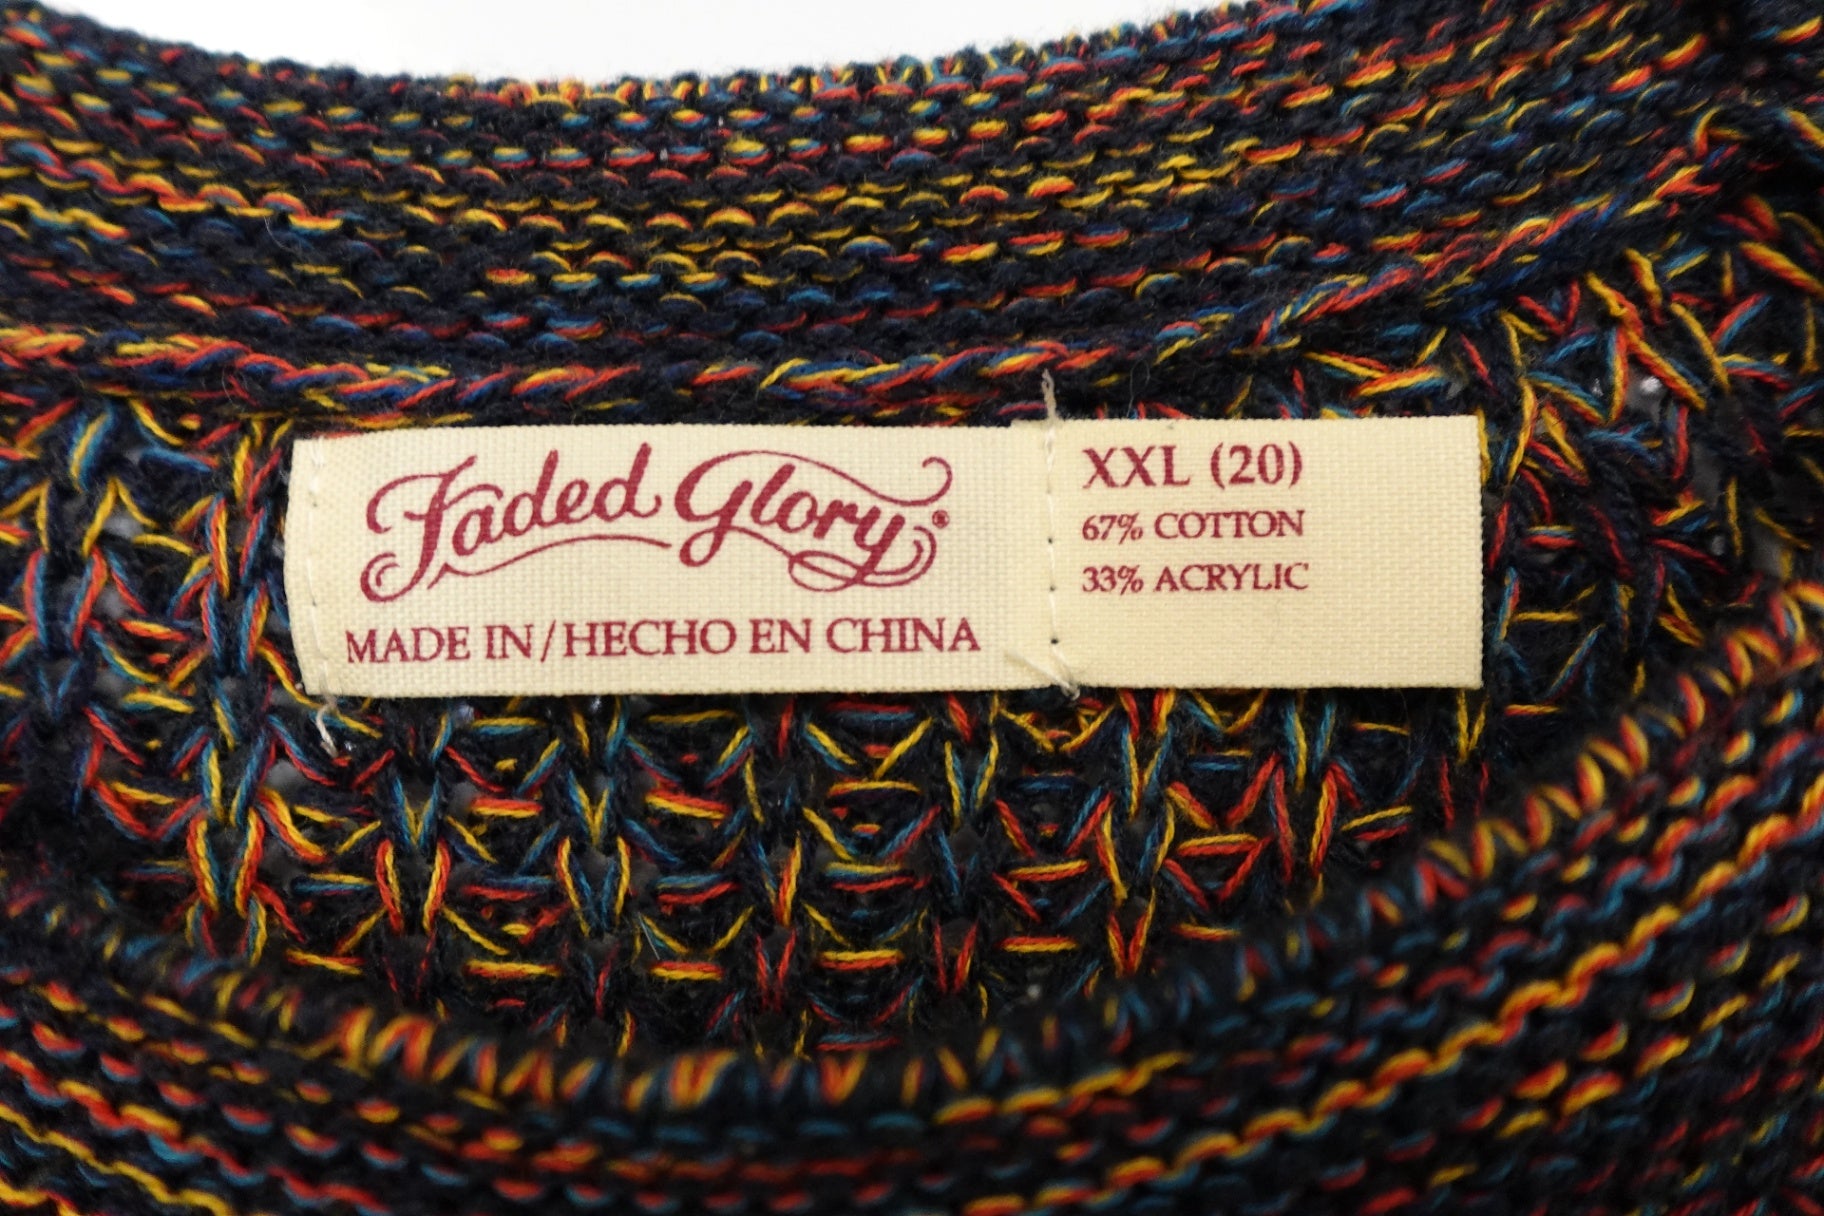 Faded Glory®
MADE IN/HECHO EN CHINA
XXL (20)
67% COTTON
33% ACRYLIC